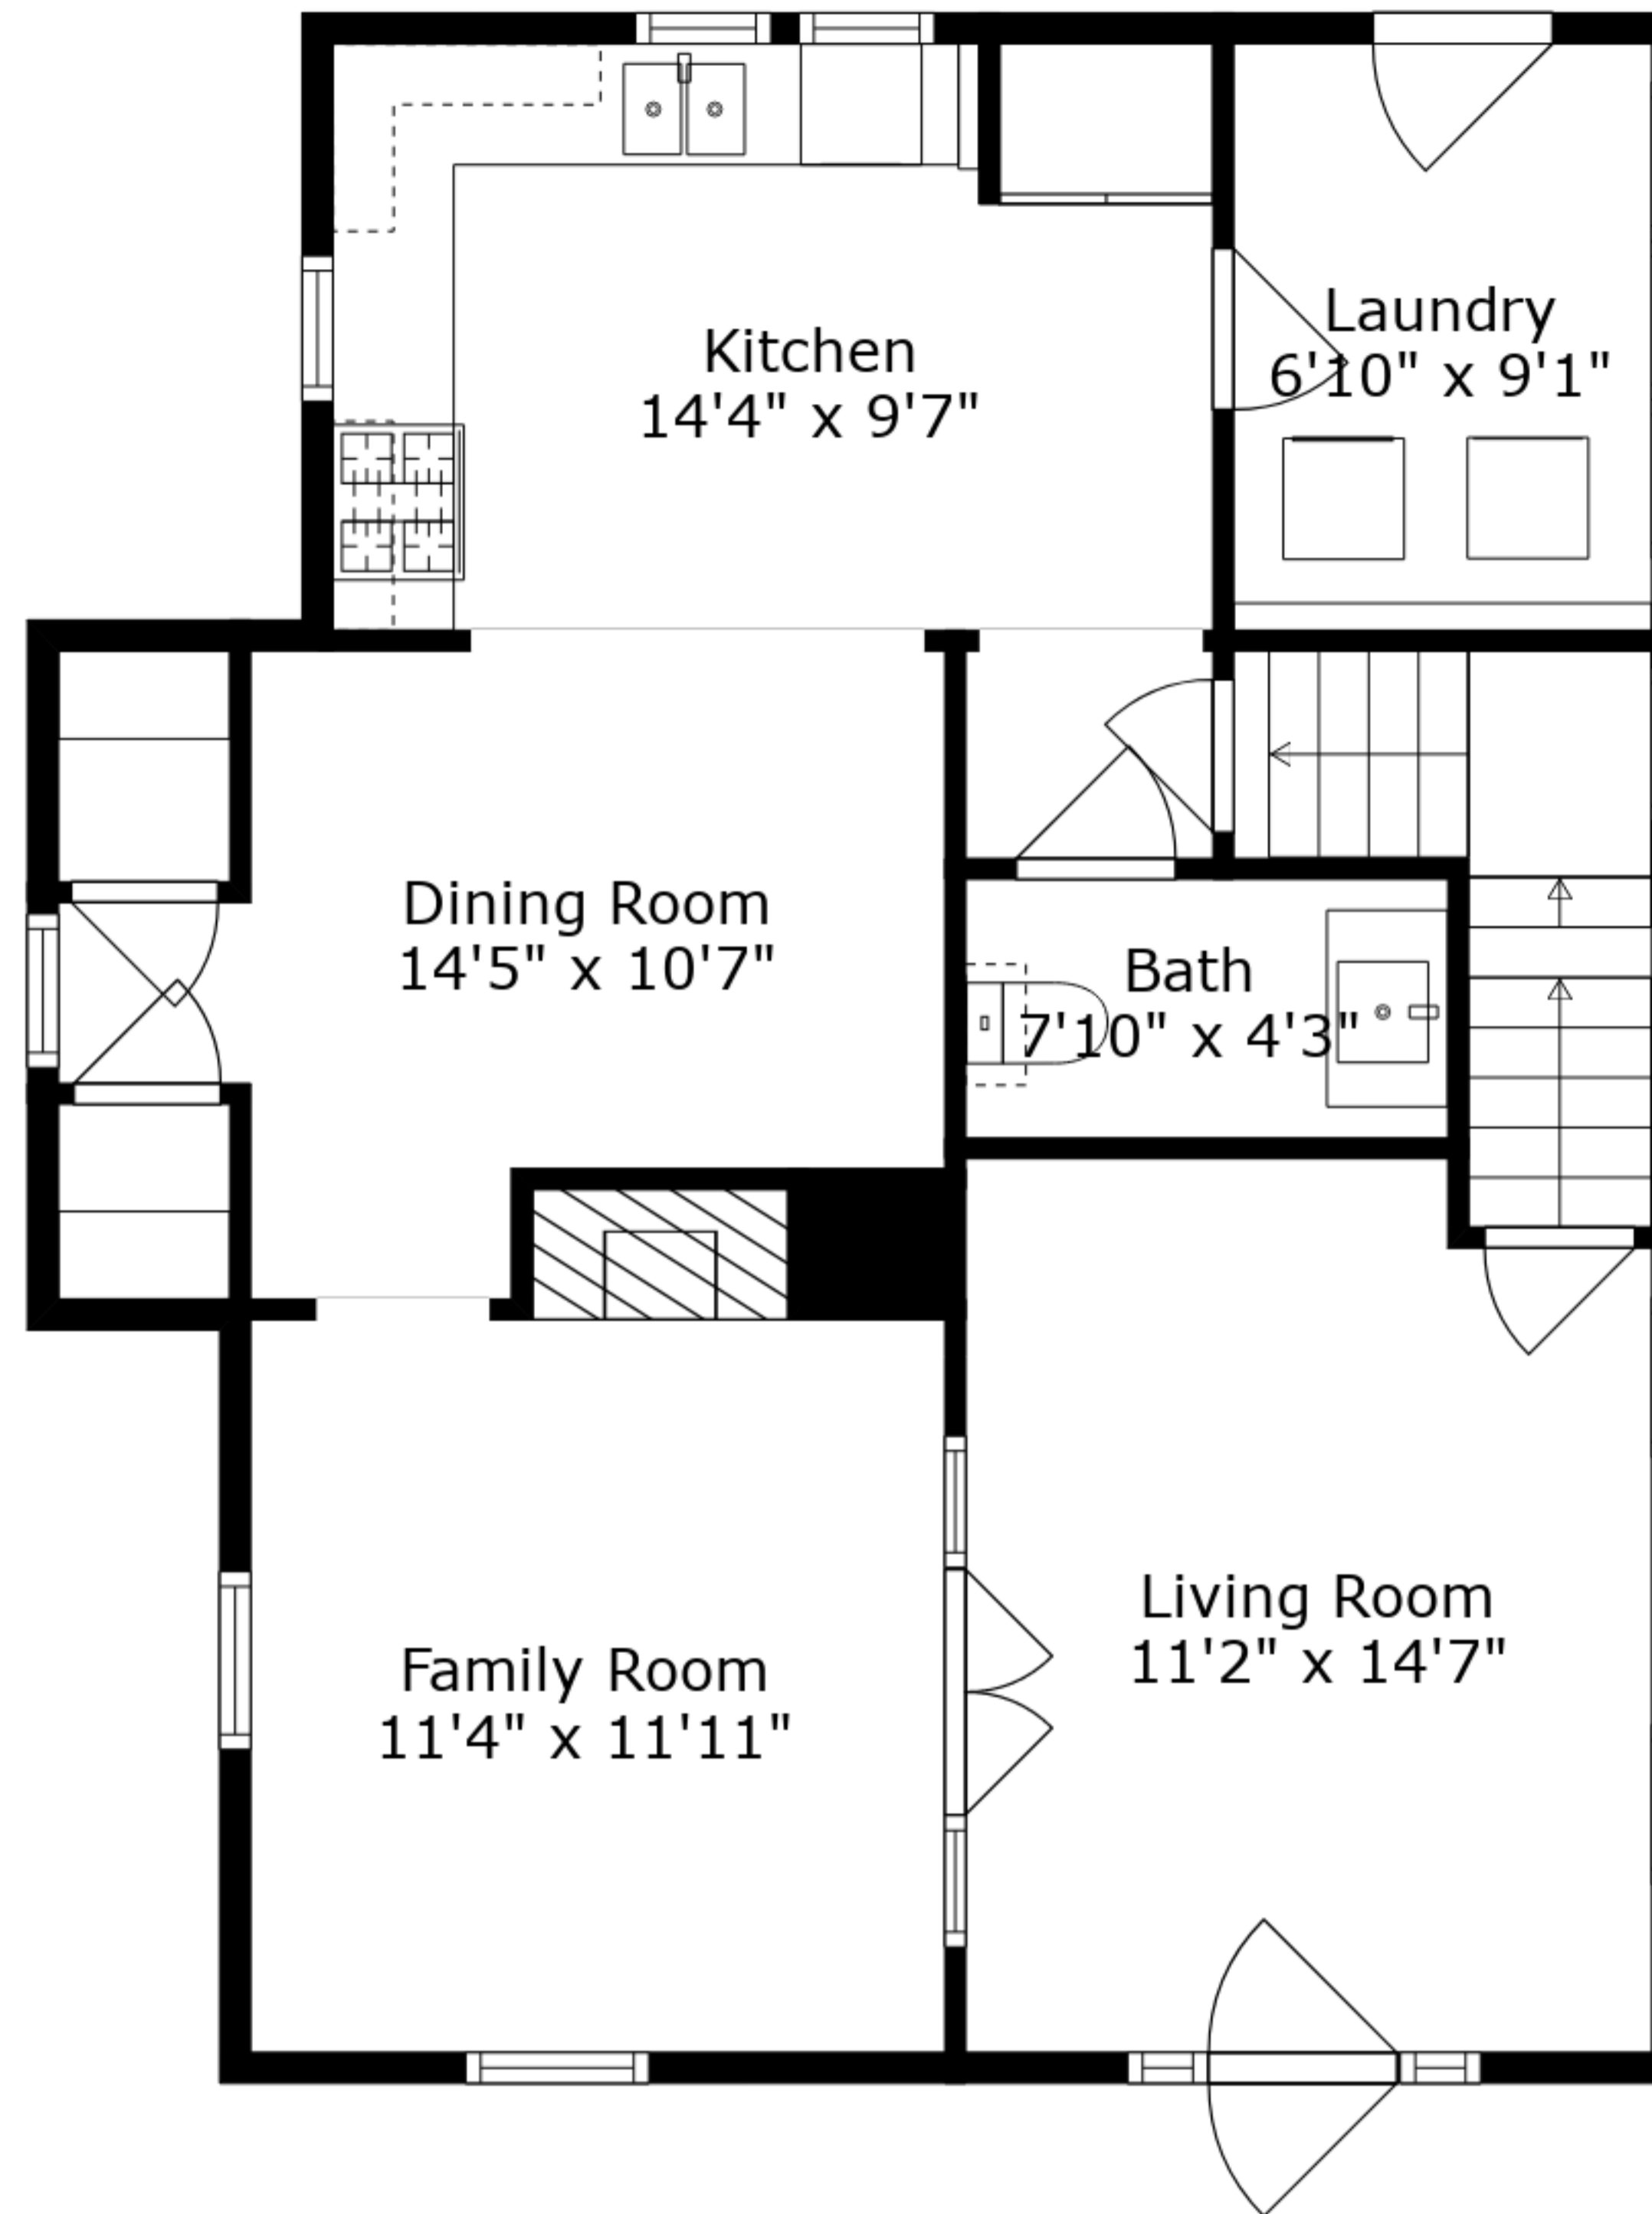 Laundry
6'10" x 9'1"
Kitchen
14'4" x 9'7"
Dining Room
14'5" x 10'7"
Bath
7'10" x 4'3"
Living Room
11'2" x 14'7"
Family Room
11'4" x 11'11"